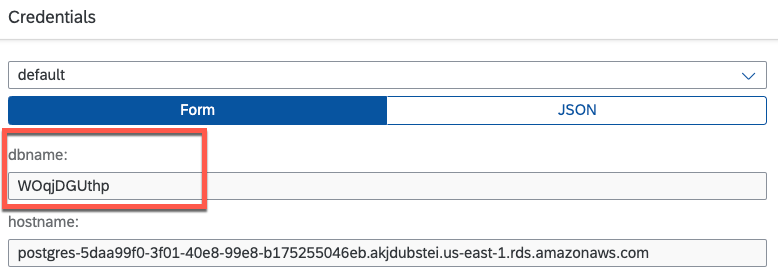 Credentials
default
Form JSON
dbname:
WOqjDGUthp
hostname:
postgres-5daa99f0-3f01-40e8-99e8-b175255046eb.akjdubstei.us-east-1.rds.amazonaws.com